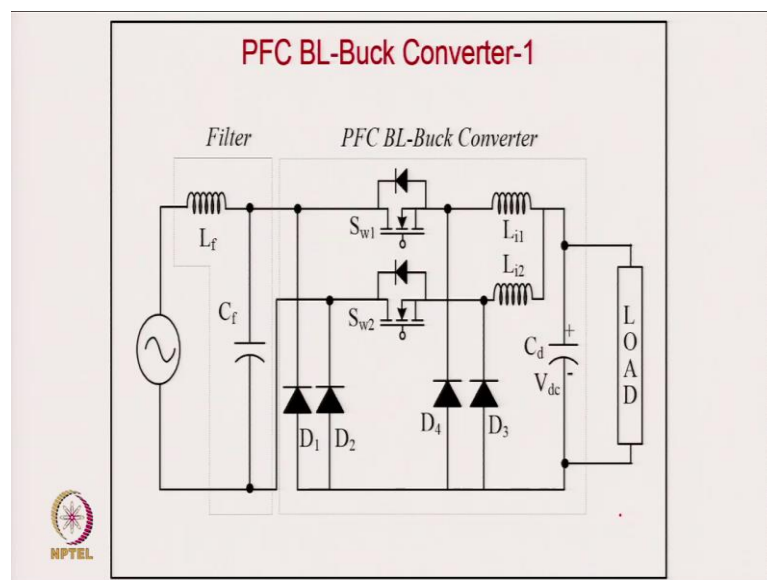 PFC BL-Buck Converter-1
Filter
PFC BL-Buck Converter
Lf
Sw1
Li1
Li2
Cf
Sw2
Cd
+
Vdc
-
LOAD
D1
D2
D4
D3
NPTEL